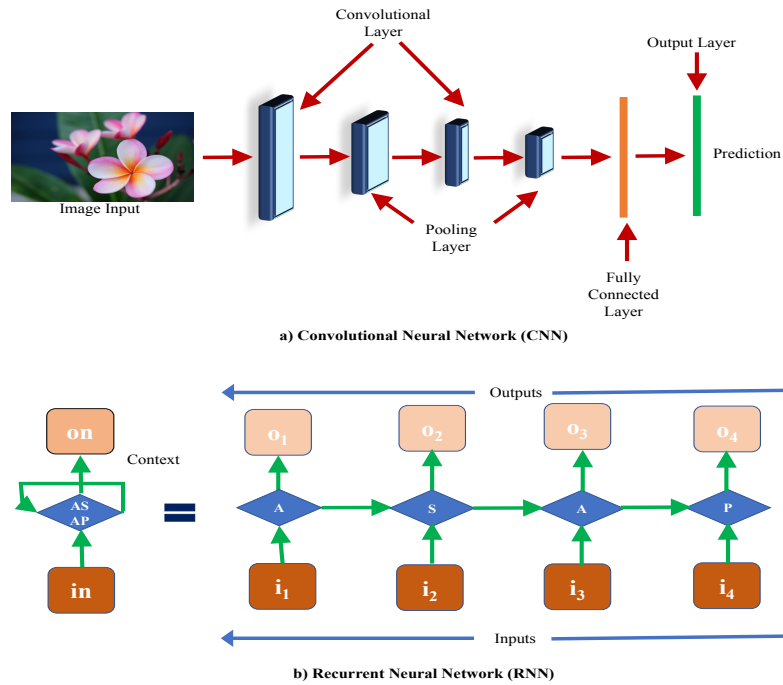 Convolutional
Layer
Output Layer
Prediction
Image Input
Pooling
Layer
Fully
Connected
Layer
a) Convolutional Neural Network (CNN)
Outputs
on
o₁
o₂
o₃
o₄
Context
AS
AP
A
S
A
P
in
i₁
i₂
i₃
i₄
Inputs
b) Recurrent Neural Network (RNN)